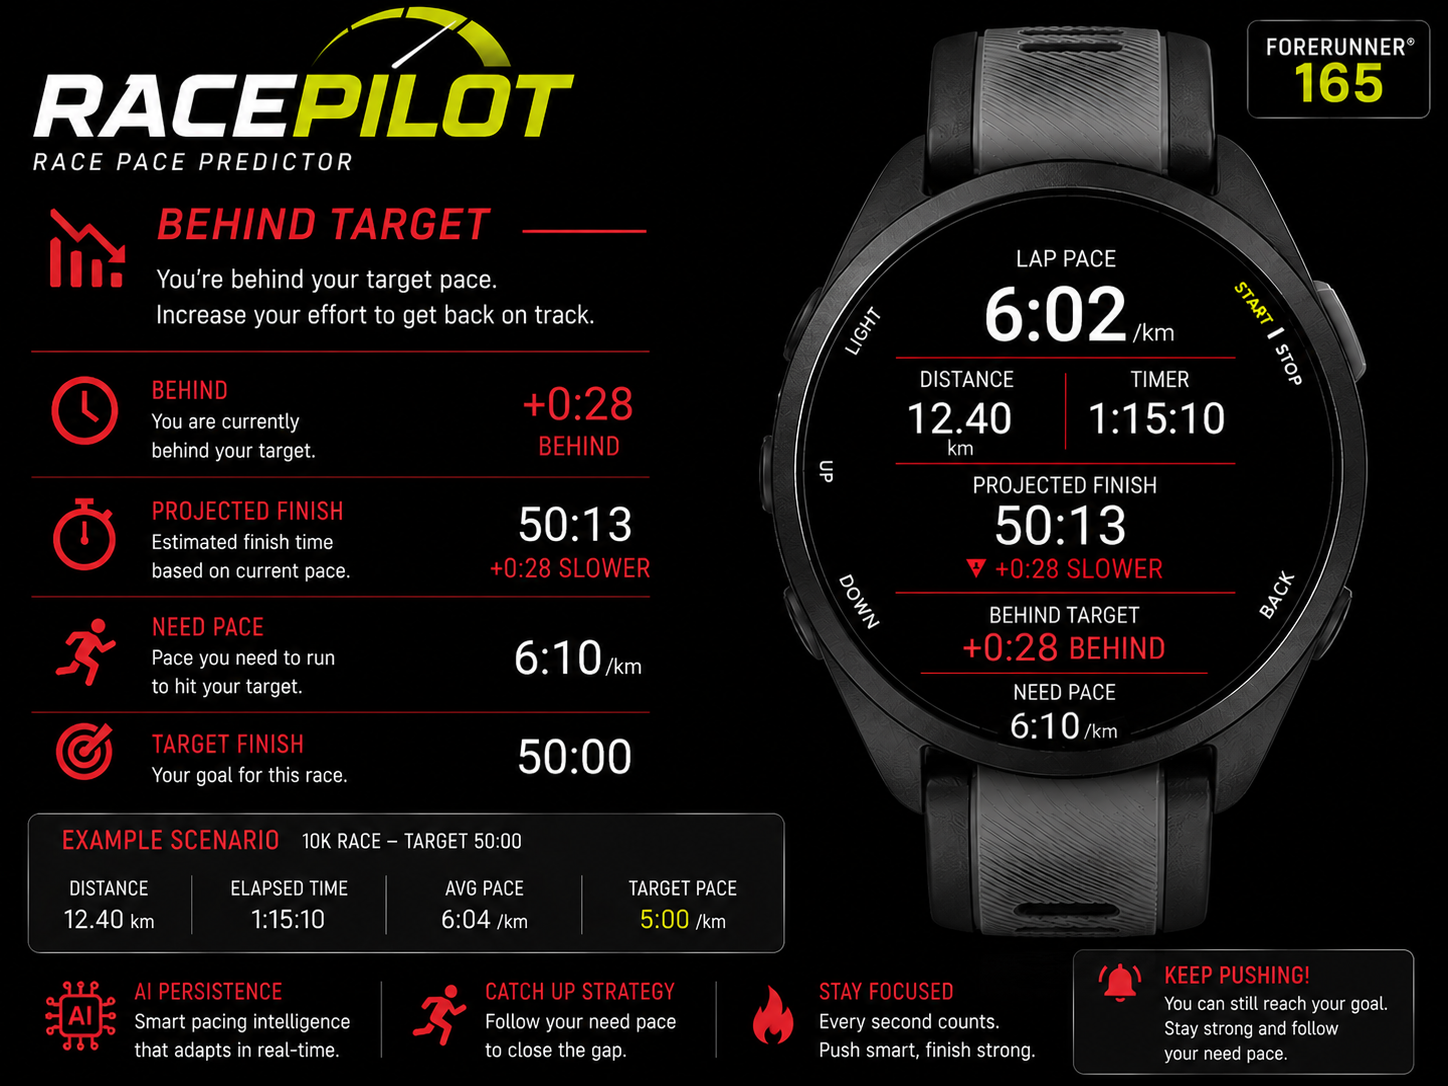 RACEPILOT
RACE PACE PREDICTOR
FORERUNNER®
165
BEHIND TARGET
You're behind your target pace.
Increase your effort to get back on track.
BEHIND
You are currently
behind your target.
+0:28
BEHIND
PROJECTED FINISH
Estimated finish time
based on current pace.
50:13
+0:28 SLOWER
NEED PACE
Pace you need to run
to hit your target.
6:10/km
TARGET FINISH
Your goal for this race.
50:00
LIGHT
UP
DOWN
START | STOP
BACK
LAP PACE
6:02/km
DISTANCE
12.40
km
TIMER
1:15:10
PROJECTED FINISH
50:13
+0:28 SLOWER
BEHIND TARGET
+0:28 BEHIND
NEED PACE
6:10/km
EXAMPLE SCENARIO 10K RACE – TARGET 50:00
DISTANCE
12.40 km
ELAPSED TIME
1:15:10
AVG PACE
6:04 /km
TARGET PACE
5:00 /km
AI
AI PERSISTENCE
Smart pacing intelligence
that adapts in real-time.
CATCH UP STRATEGY
Follow your need pace
to close the gap.
STAY FOCUSED
Every second counts.
Push smart, finish strong.
KEEP PUSHING!
You can still reach your goal.
Stay strong and follow
your need pace.